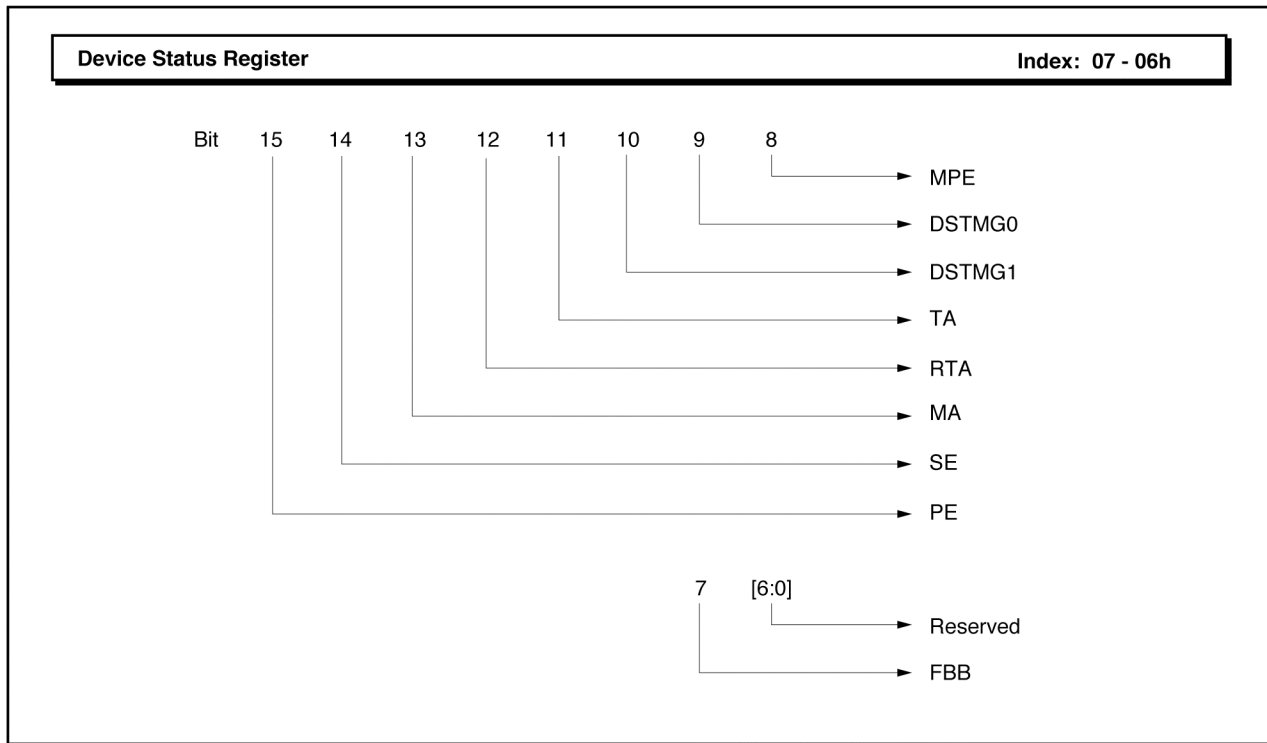 Device Status Register Index: 07 - 06h
Bit 15 14 13 12 11 10 9 8
MPE
DSTMG0
DSTMG1
TA
RTA
MA
SE
PE
7 [6:0]
Reserved
FBB